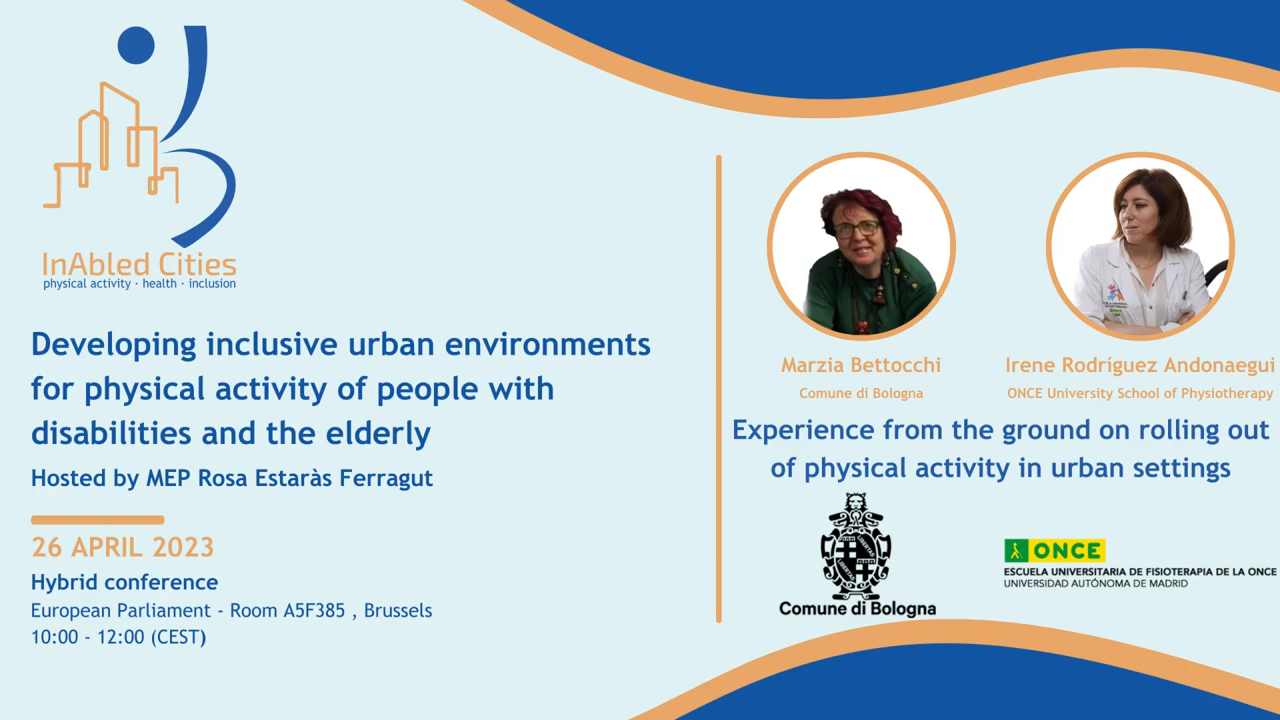 InAbled Cities
physical activity · health · inclusion
Developing inclusive urban environments
for physical activity of people with
disabilities and the elderly
Hosted by MEP Rosa Estaràs Ferragut
26 APRIL 2023
Hybrid conference
European Parliament - Room A5F385 , Brussels
10:00 - 12:00 (CEST)
Marzia Bettocchi
Comune di Bologna
Irene Rodríguez Andonaegui
ONCE University School of Physiotherapy
Experience from the ground on rolling out
of physical activity in urban settings
LIBERTAS
LIBERTAS
Comune di Bologna
ONCE
ESCUELA UNIVERSITARIA DE FISIOTERAPIA DE LA ONCE
UNIVERSIDAD AUTÓNOMA DE MADRID